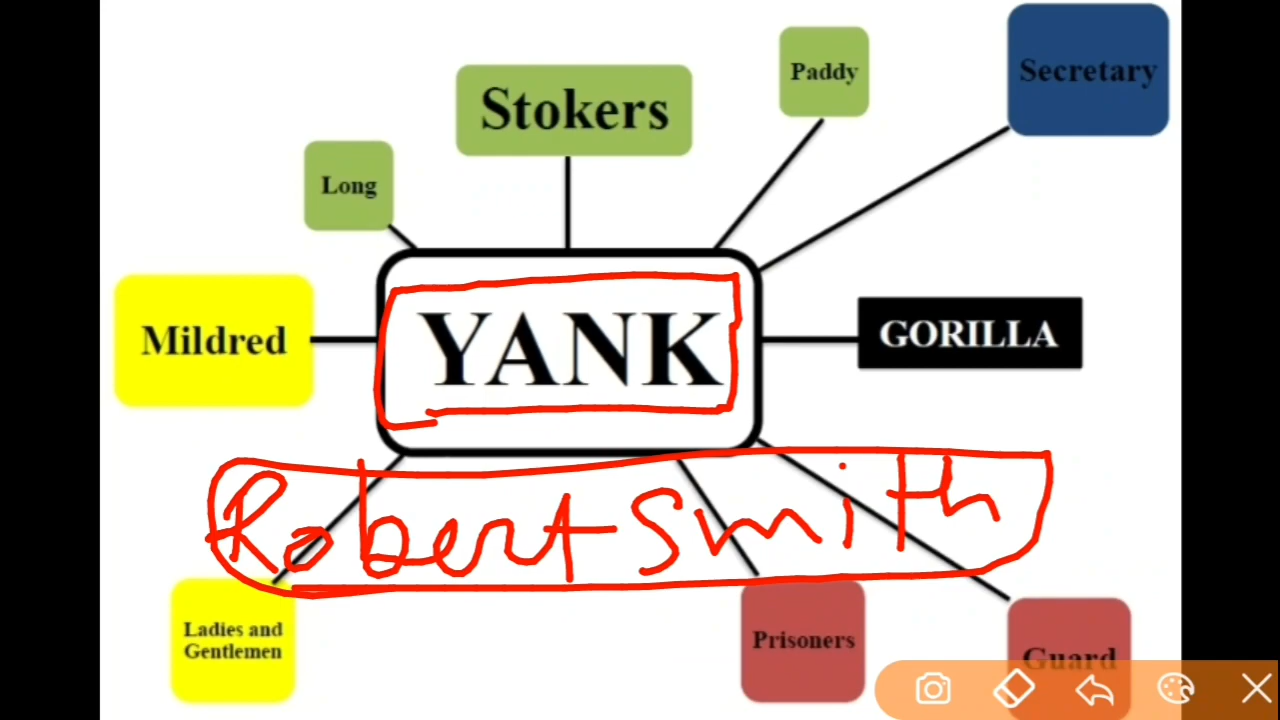 Paddy
Secretary
Stokers
Long
GORILLA
Mildred
YANK
Robert Smith
Ladies and
Gentlemen
Prisoners
Guard